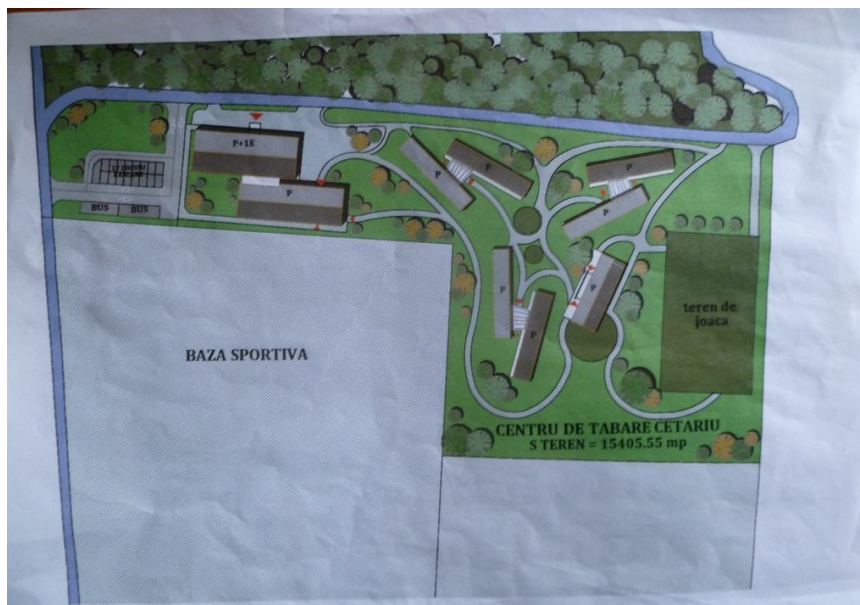 P+1E
P
P
P
P
P
P
P
P
P
BUS
BUS
teren de
joaca
BAZA SPORTIVA
CENTRU DE TABARE CETARIU
S TEREN = 15405.55 mp